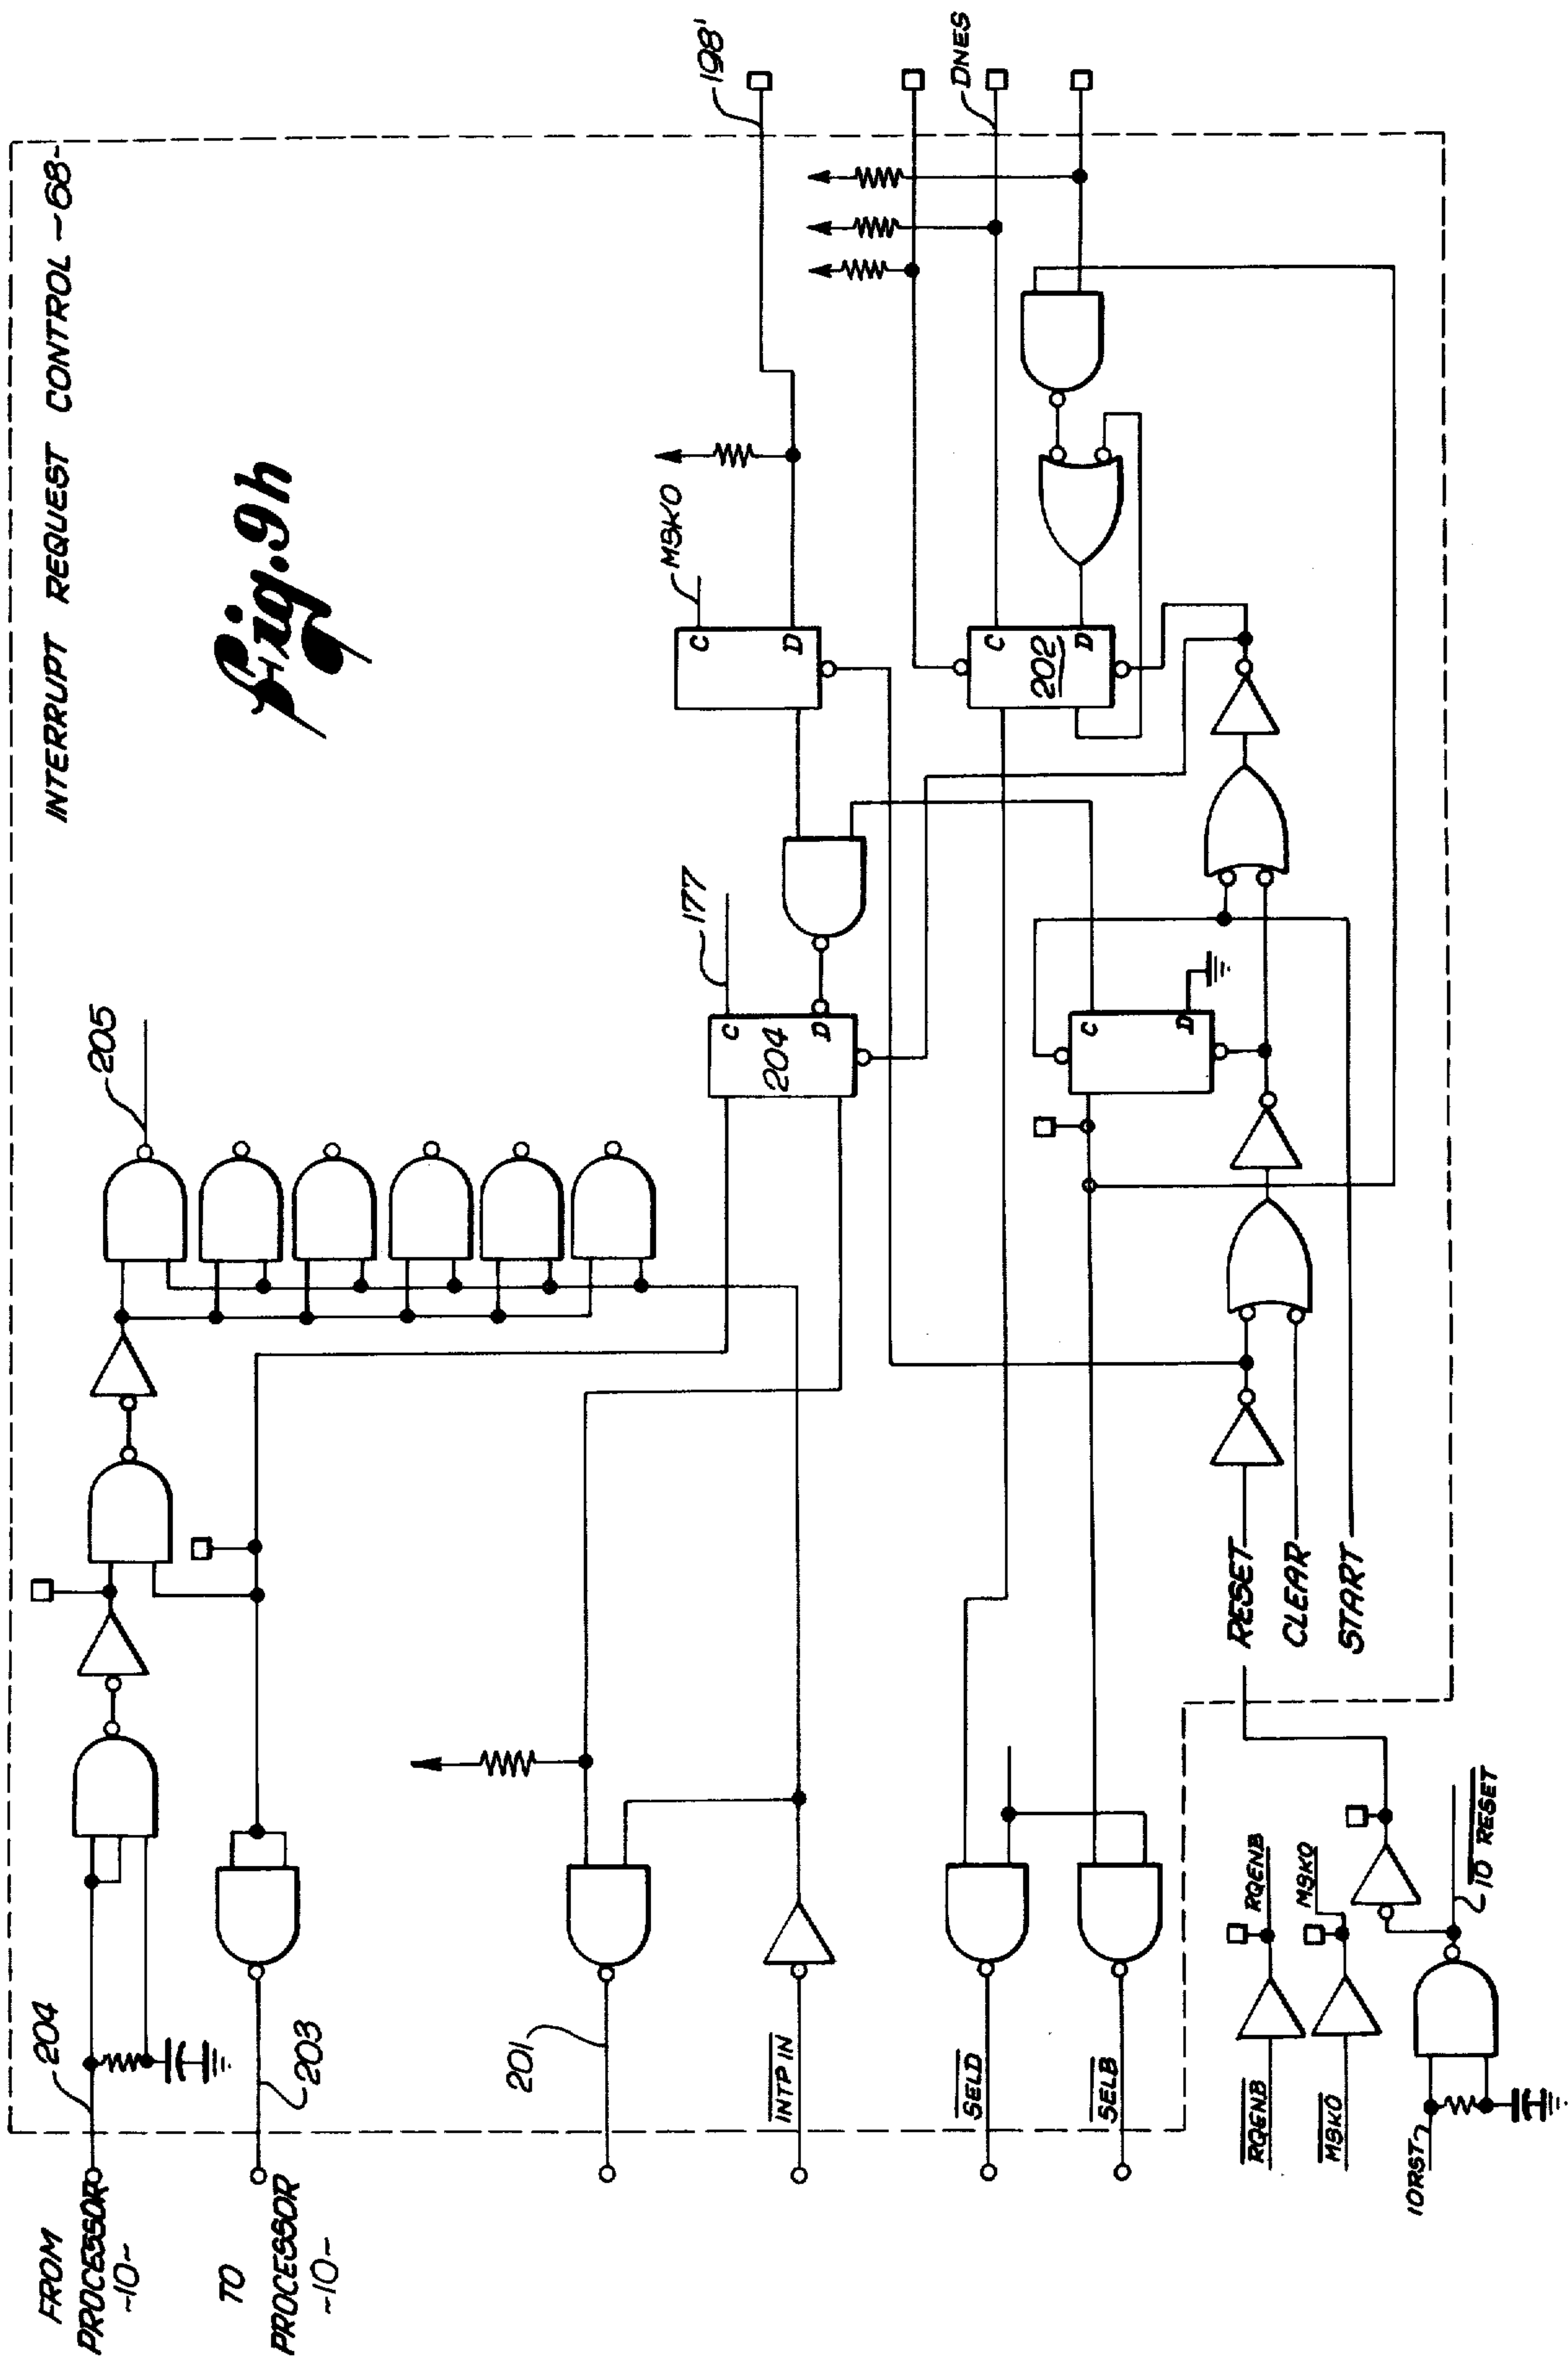 INTERRUPT REQUEST CONTROL -68-
Fig. 9h
FROM
PROCESSOR
-10-
204
TO
PROCESSOR
-10-
203
205
201
INTP IN
177
C
D
204
MSKO
C
D
198'
DNES
C
D
202
C
D
SELD
SELB
RESET
CLEAR
START
RQENB
RQENB
MSKO
MSKO
IORST
IO RESET